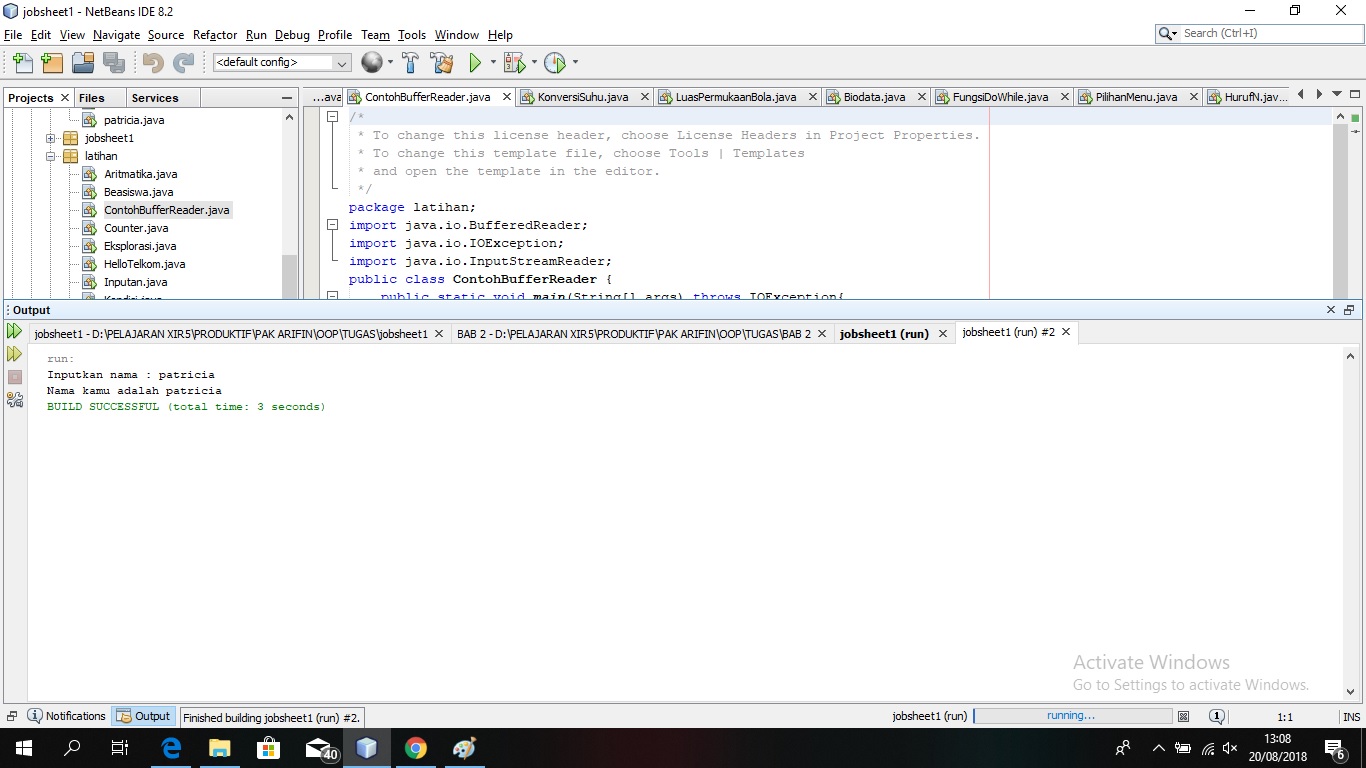 jobsheet1 - NetBeans IDE 8.2
File Edit View Navigate Source Refactor Run Debug Profile Team Tools Window Help
Search (Ctrl+I)
<default config>
Projects Files Services
patricia.java
jobsheet1
latihan
Aritmatika.java
Beasiswa.java
ContohBufferReader.java
Counter.java
Eksplorasi.java
HelloTelkom.java
Inputan.java
Kondisi.java
...ava ContohBufferReader.java KonversiSuhu.java LuasPermukaanBola.java Biodata.java FungsiDoWhile.java PilihanMenu.java HurufN.jav...
/*
* To change this license header, choose License Headers in Project Properties.
* To change this template file, choose Tools | Templates
* and open the template in the editor.
*/
package latihan;
import java.io.BufferedReader;
import java.io.IOException;
import java.io.InputStreamReader;
public class ContohBufferReader {
public static void main(String[] args) throws IOException{
Output
jobsheet1 - D:\PELAJARAN XIR5\PRODUKTIF\PAK ARIFIN\OOP\TUGAS\jobsheet1 BAB 2 - D:\PELAJARAN XIR5\PRODUKTIF\PAK ARIFIN\OOP\TUGAS\BAB 2 jobsheet1 (run) jobsheet1 (run) #2
run:
Inputkan nama : patricia
Nama kamu adalah patricia
BUILD SUCCESSFUL (total time: 3 seconds)
Activate Windows
Go to Settings to activate Windows.
Notifications Output Finished building jobsheet1 (run) #2. jobsheet1 (run) running... 1 1:1 INS
40
13:08
20/08/2018
6